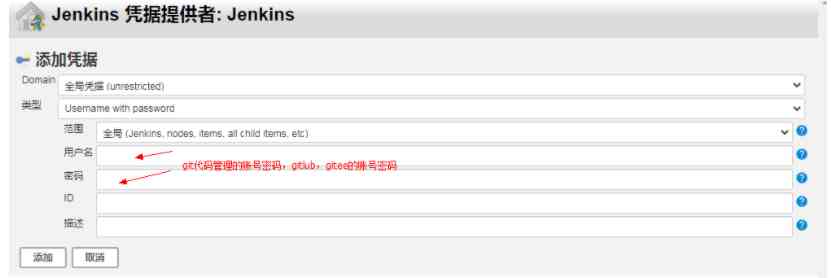 Jenkins 凭据提供者: Jenkins
添加凭据
Domain 全局凭据 (unrestricted)
类型 Username with password
范围 全局 (Jenkins, nodes, items, all child items, etc)
用户名
git代码管理的账号密码，gitlub，gitee的账号密码
密码
ID
描述
添加 取消